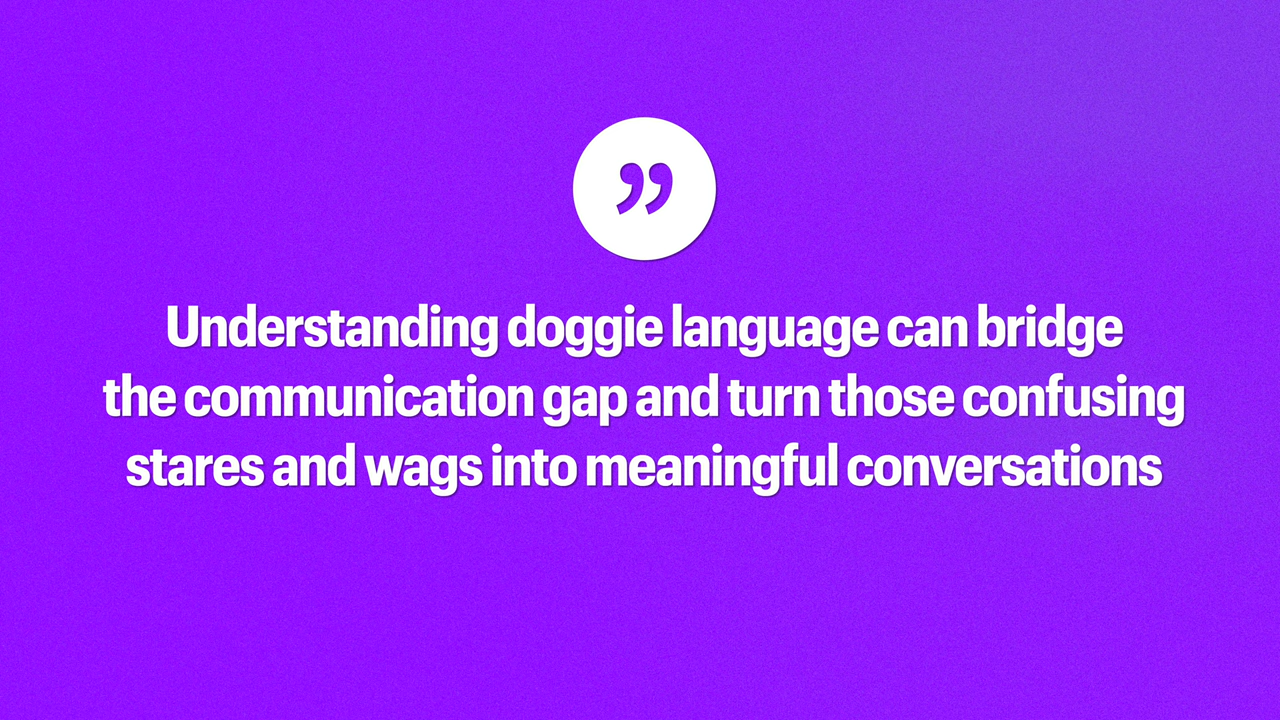 ”
Understanding doggie language can bridge
the communication gap and turn those confusing
stares and wags into meaningful conversations